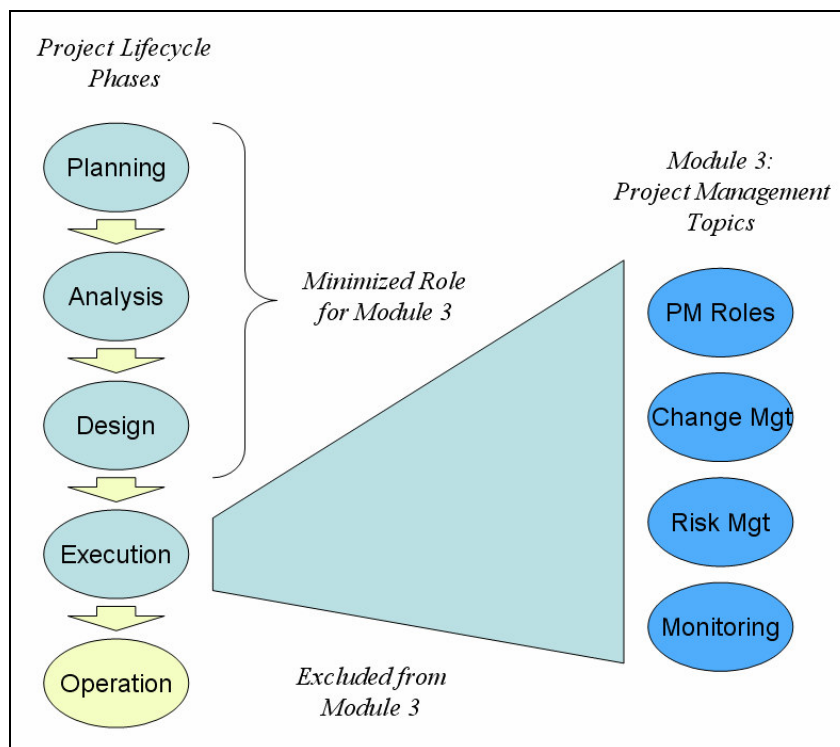 Project Lifecycle
Phases
Planning
Analysis
Design
Execution
Operation
Minimized Role
for Module 3
Excluded from
Module 3
Module 3:
Project Management
Topics
PM Roles
Change Mgt
Risk Mgt
Monitoring